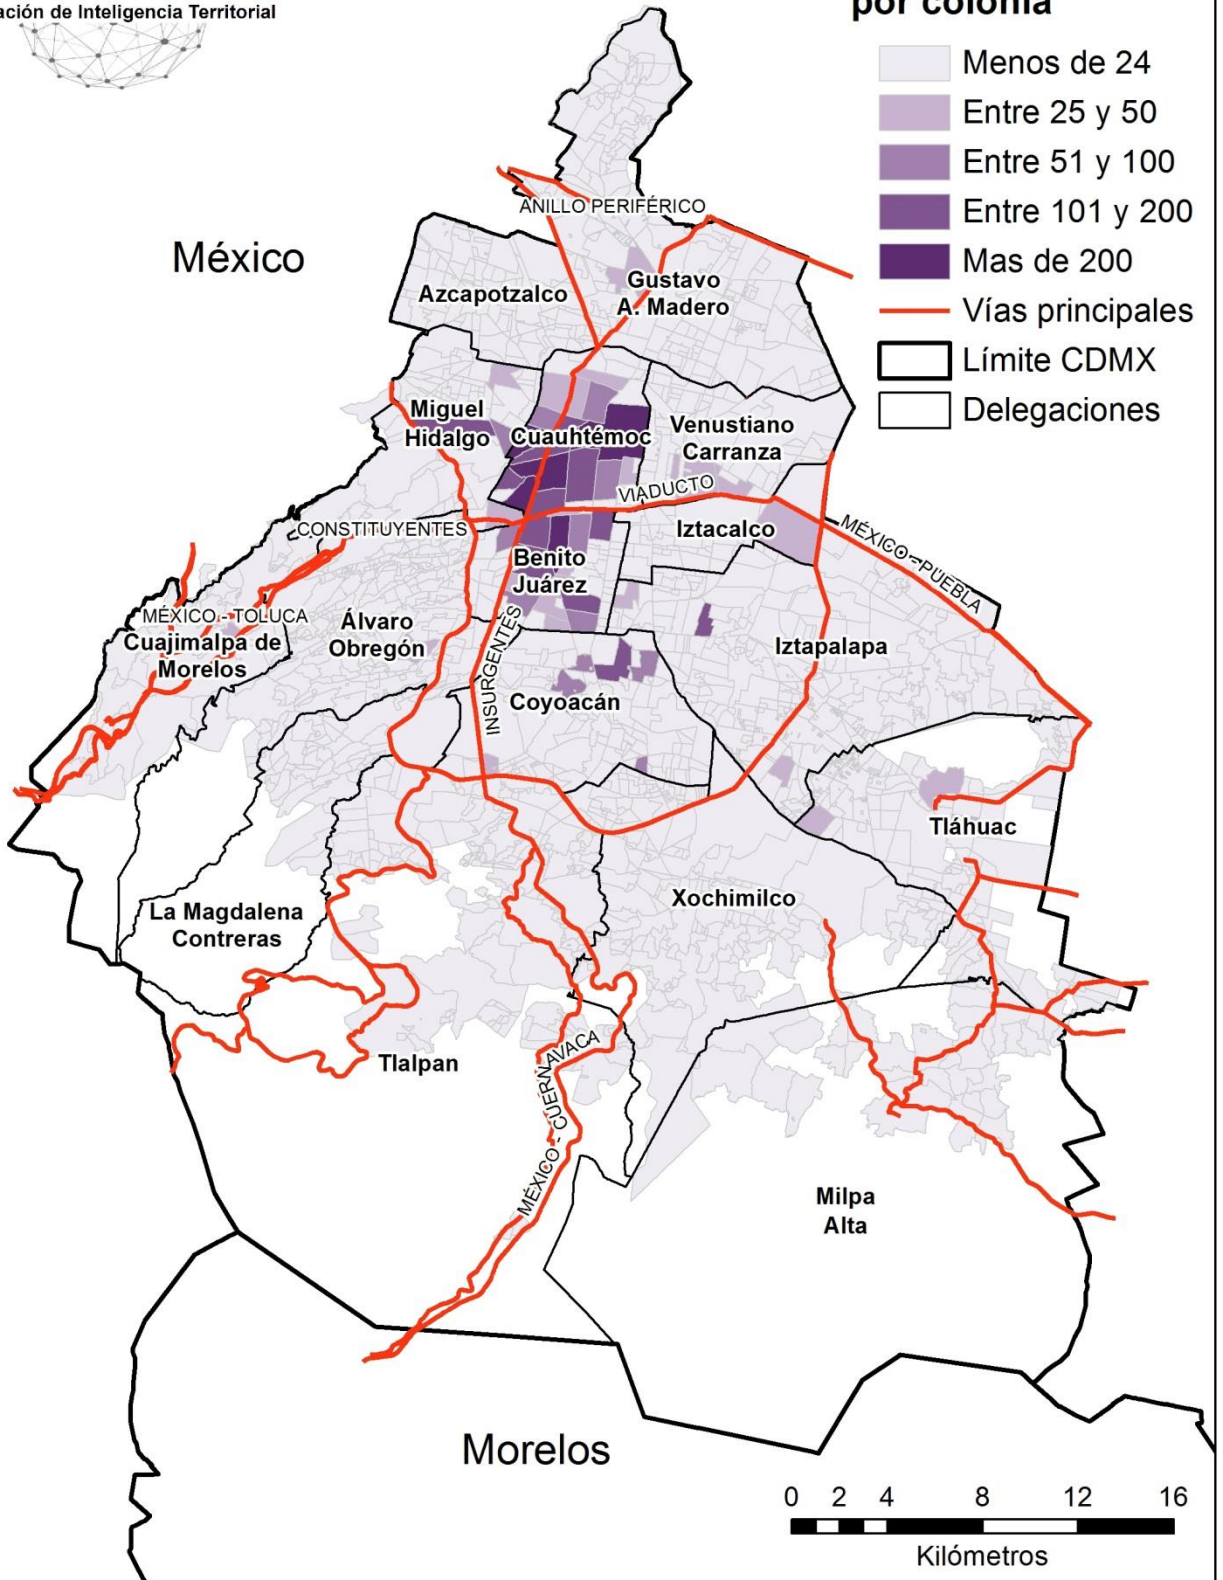 ación de Inteligencia Territorial
por colonia
Menos de 24
Entre 25 y 50
Entre 51 y 100
Entre 101 y 200
Mas de 200
Vías principales
Límite CDMX
Delegaciones
México
ANILLO PERIFÉRICO
Azcapotzalco
Gustavo
A. Madero
Miguel
Hidalgo
Cuauhtémoc
Venustiano
Carranza
VIADUCTO
CONSTITUYENTES
Iztacalco
MÉXICO - PUEBLA
Benito
Juárez
MÉXICO - TOLUCA
Cuajimalpa de
Morelos
Álvaro
Obregón
INSURGENTES
Iztapalapa
Coyoacán
Tláhuac
Xochimilco
La Magdalena
Contreras
Tlalpan
MÉXICO - CUERNAVACA
Milpa
Alta
Morelos
0 2 4 8 12 16
Kilómetros